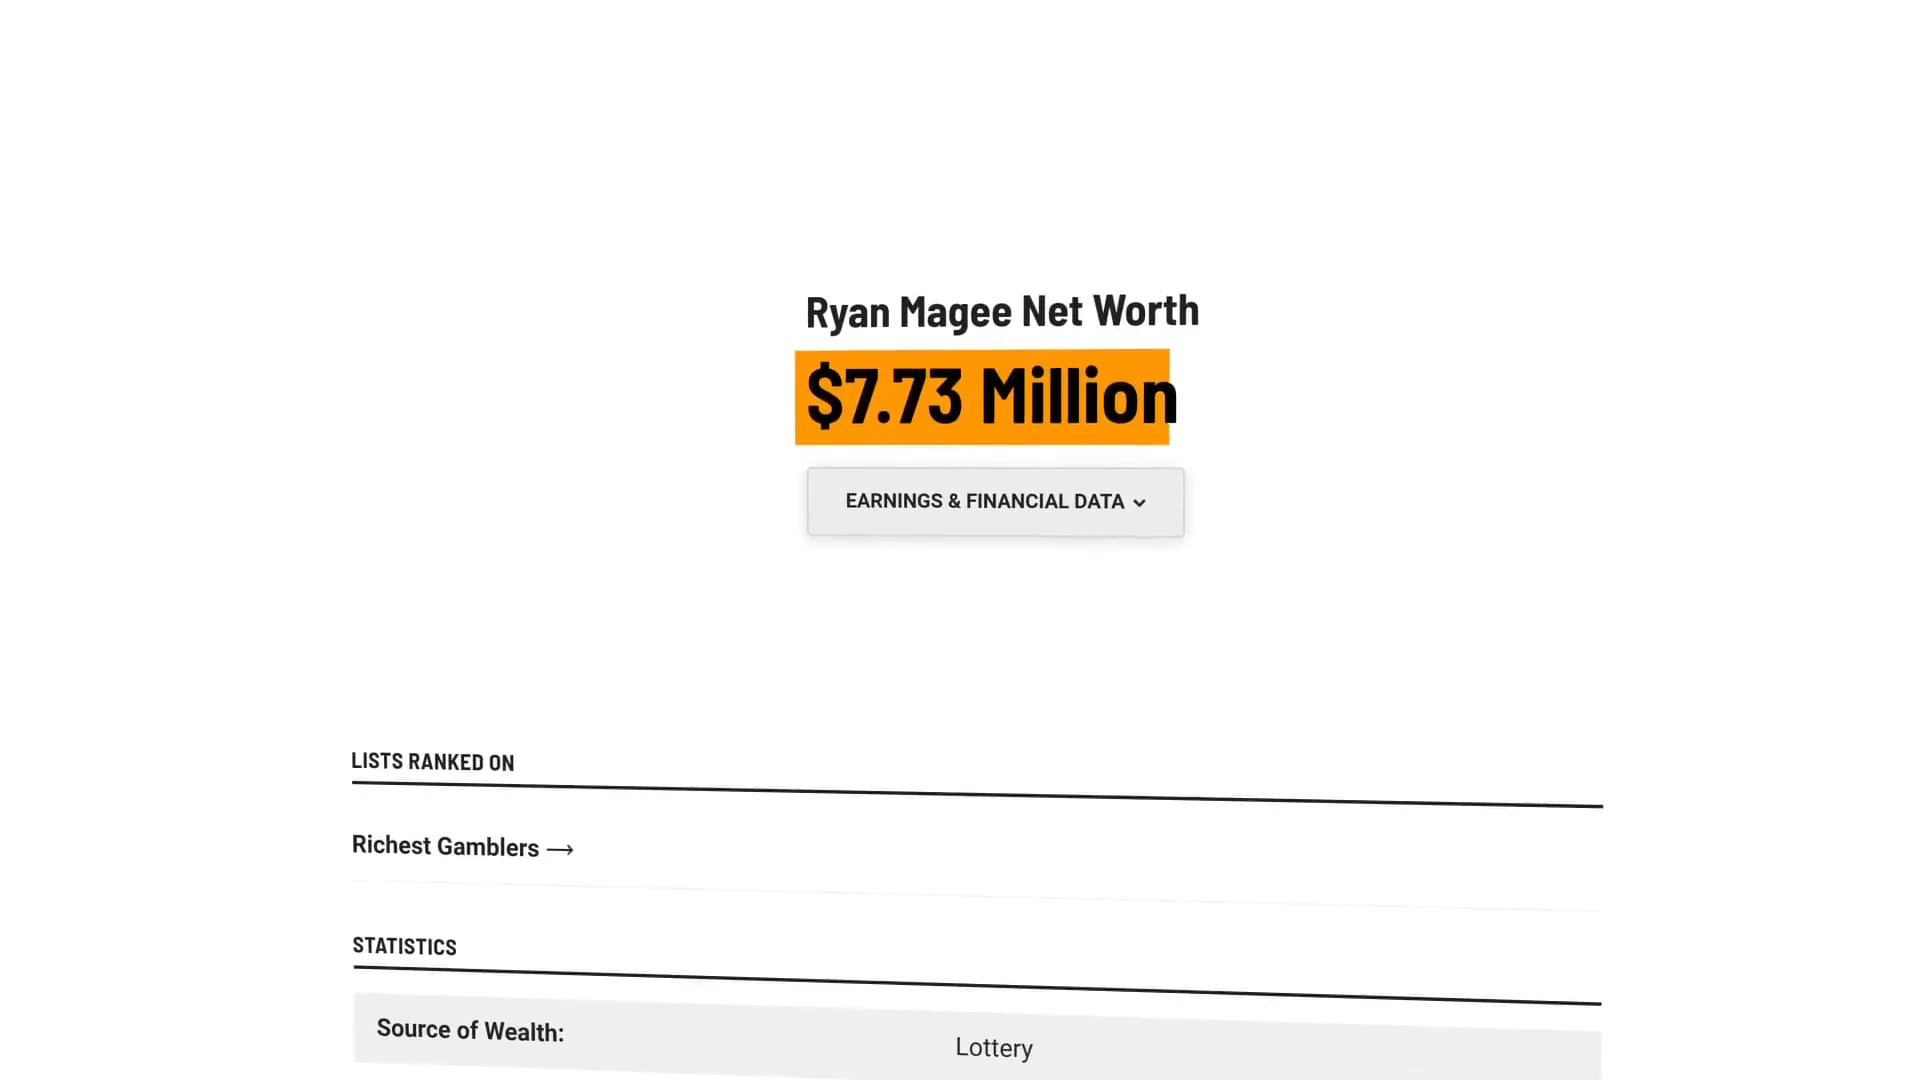 Ryan Magee Net Worth
$7.73 Million
EARNINGS & FINANCIAL DATA
LISTS RANKED ON
Richest Gamblers →
STATISTICS
Source of Wealth: Lottery